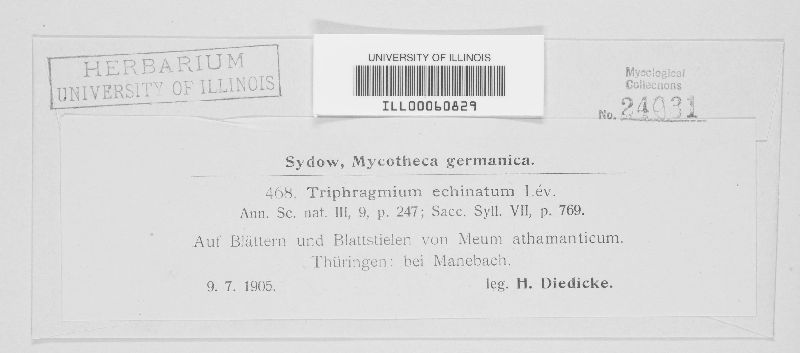 HERBARIUM
UNIVERSITY OF ILLINOIS
UNIVERSITY OF ILLINOIS
ILL00060829
Mycological
Collections
No. 24031
Sydow, Mycotheca germanica.
468. Triphragmium echinatum Lév.
Ann. Sc. nat. III, 9, p. 247; Sacc. Syll. VII, p. 769.
Auf Blättern und Blattstielen von Meum athamanticum.
Thüringen: bei Manebach.
9. 7. 1905. leg. H. Diedicke.